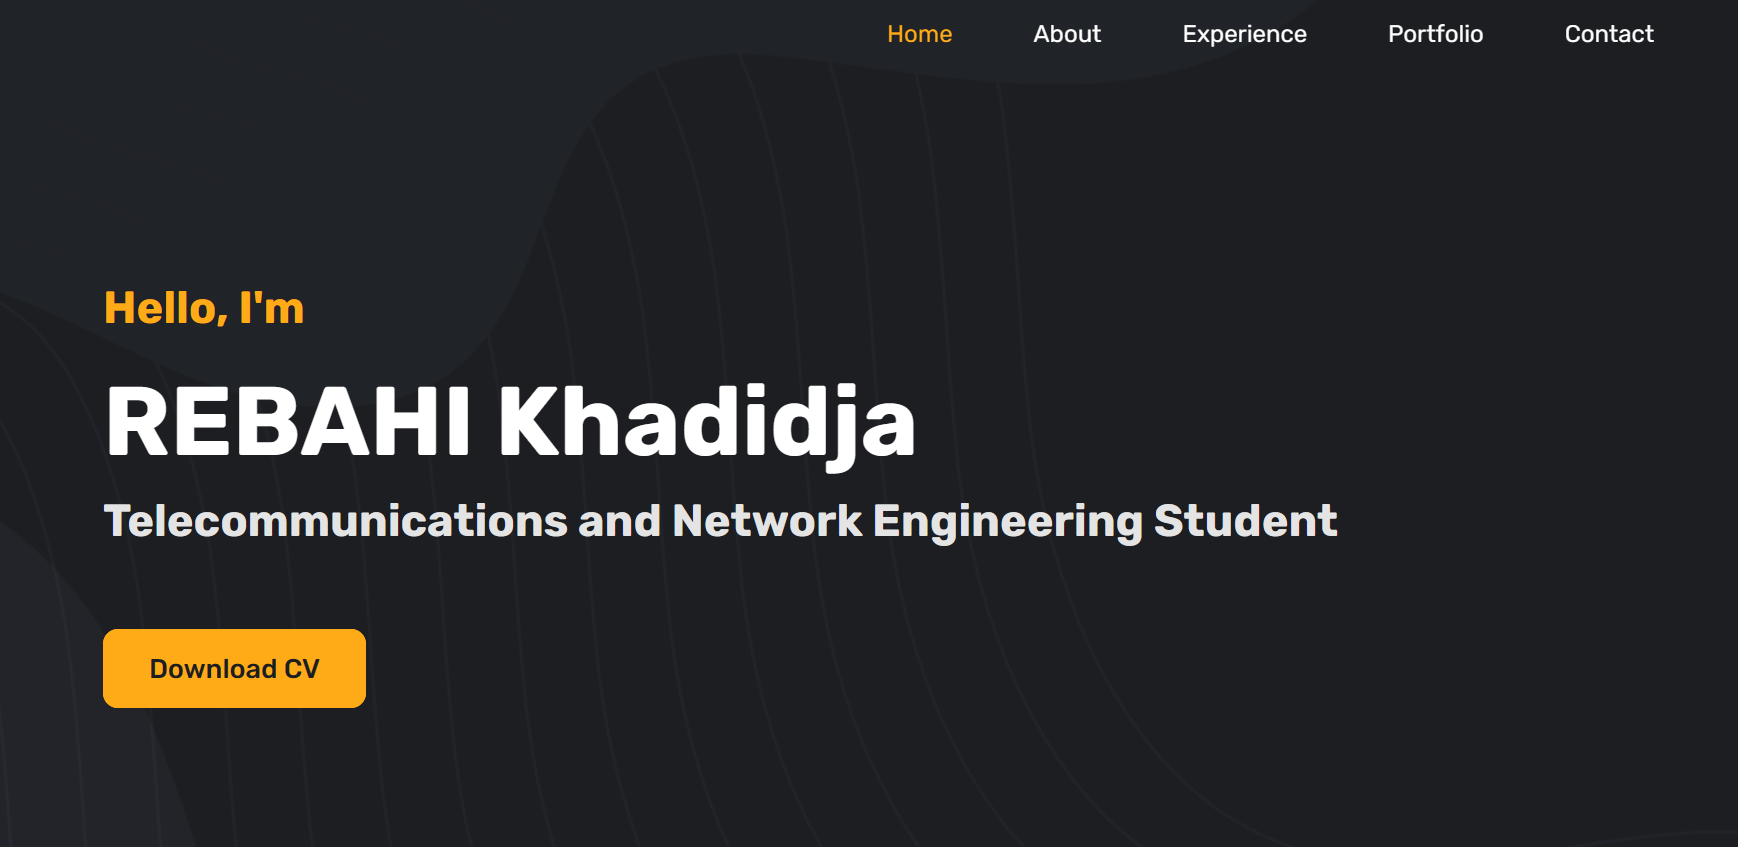 Home About Experience Portfolio Contact
Hello, I'm
REBAHI Khadidja
Telecommunications and Network Engineering Student
Download CV